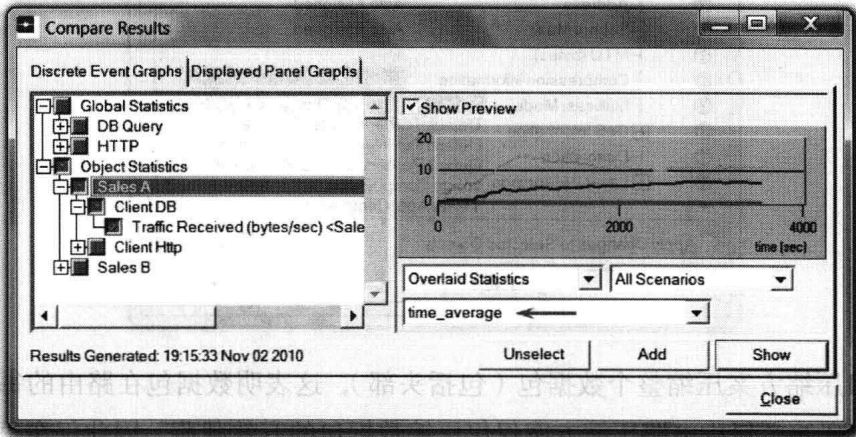 Compare Results
Discrete Event Graphs
Displayed Panel Graphs
Global Statistics
DB Query
HTTP
Object Statistics
Sales A
Client DB
Traffic Received (bytes/sec) <Sale
Client Http
Sales B
Show Preview
20
10
0
0
2000
4000
time (sec)
Overlaid Statistics
All Scenarios
time_average
Results Generated: 19:15:33 Nov 02 2010
Unselect
Add
Show
Close